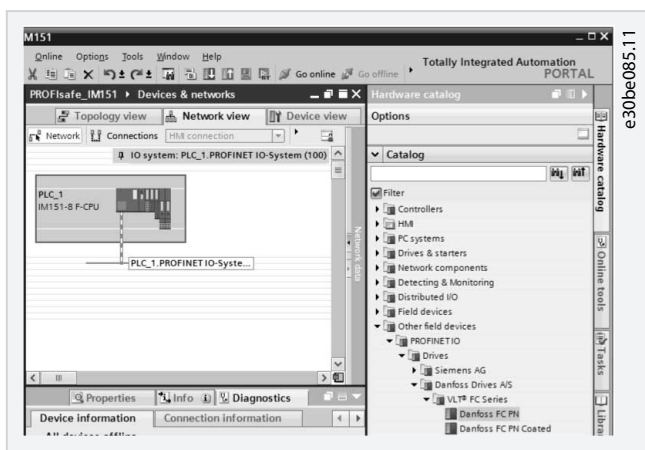 M151
Online Options Tools Window Help
Totally Integrated Automation
PORTAL
Go online Go offline
PROFIsafe_IM151 Devices & networks
Topology view Network view Device view
Network Connections HMI connection
IO system: PLC_1.PROFINET IO-System (100)
PLC_1
IM151-8 F-CPU
PLC_1.PROFINET IO-Syste...
Network data
Properties Info Diagnostics
Device information Connection information
Hardware catalog
Options
Catalog
Filter
Controllers
HMI
PC systems
Drives & starters
Network components
Detecting & Monitoring
Distributed I/O
Field devices
Other field devices
PROFINET IO
Drives
Siemens AG
Danfoss Drives A/S
VLT® FC Series
Danfoss FC PN
Danfoss FC PN Coated
Hardware catalog
Online tools
Tasks
Libra
e30be085.11